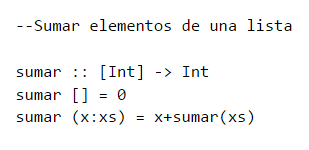 --Sumar elementos de una lista
sumar :: [Int] -> Int
sumar [] = 0
sumar (x:xs) = x+sumar(xs)